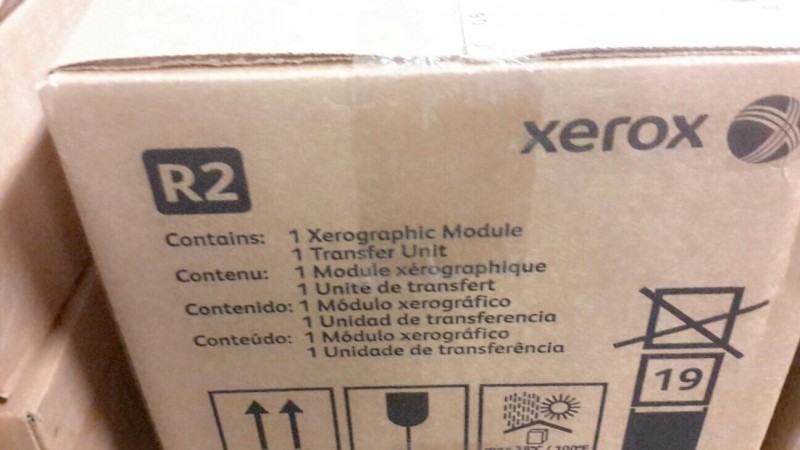 xerox
R2
Contains: 1 Xerographic Module
1 Transfer Unit
Contenu: 1 Module xérographique
1 Unité de transfert
Contenido: 1 Módulo xerográfico
1 Unidad de transferencia
Conteúdo: 1 Módulo xerográfico
1 Unidade de transferência
19